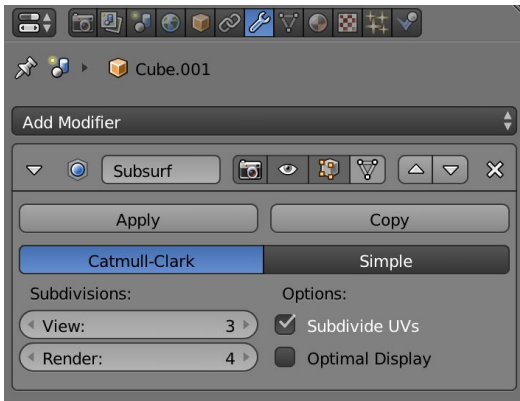 Cube.001
Add Modifier
Subsurf
Apply Copy
Catmull-Clark Simple
Subdivisions: Options:
View: 3 Subdivide UVs
Render: 4 Optimal Display